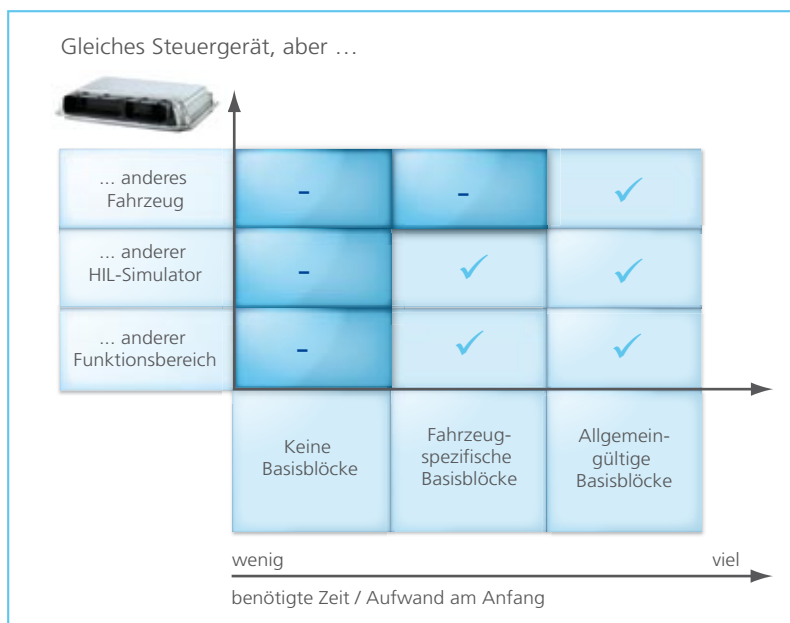 Gleiches Steuergerät, aber …
... anderes
Fahrzeug
-
-
✓
... anderer
HIL-Simulator
-
✓
✓
... anderer
Funktionsbereich
-
✓
✓
Keine
Basisblöcke
Fahrzeug-
spezifische
Basisblöcke
Allgemein-
gültige
Basisblöcke
wenig
viel
benötigte Zeit / Aufwand am Anfang